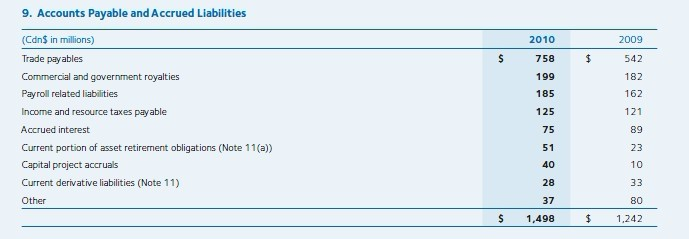 9. Accounts Payable and Accrued Liabilities
(Cdn$ in millions) 2010 2009
Trade payables $ 758 $ 542
Commercial and government royalties 199 182
Payroll related liabilities 185 162
Income and resource taxes payable 125 121
Accrued interest 75 89
Current portion of asset retirement obligations (Note 11(a)) 51 23
Capital project accruals 40 10
Current derivative liabilities (Note 11) 28 33
Other 37 80
$ 1,498 $ 1,242